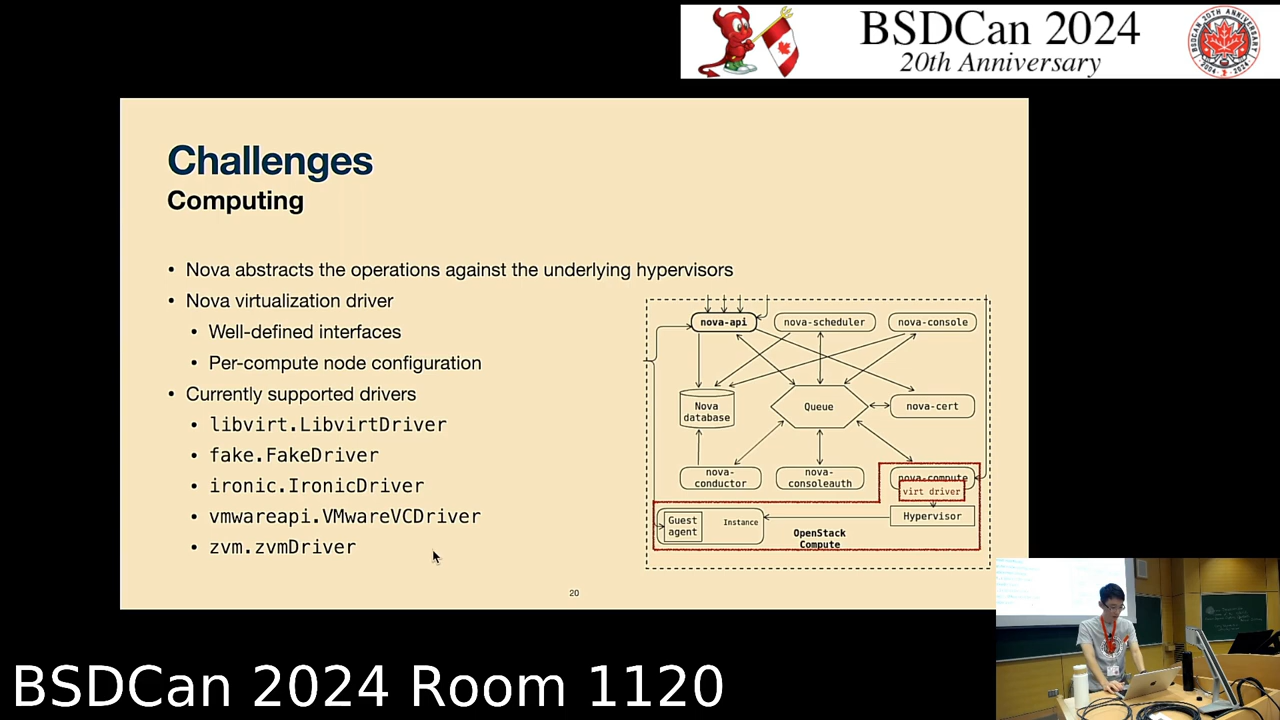 BSDCan 2024
20th Anniversary
Challenges
Computing
• Nova abstracts the operations against the underlying hypervisors
• Nova virtualization driver
• Well-defined interfaces
• Per-compute node configuration
• Currently supported drivers
• libvirt.LibvirtDriver
• fake.FakeDriver
• ironic.IronicDriver
• vmwareapi.VMwareVCDriver
• zvm.zvmDriver
nova-api
nova-scheduler
nova-console
Nova
database
Queue
nova-cert
nova-
conductor
nova-
consoleauth
nova-compute
virt driver
Hypervisor
Guest
agent
Instance
OpenStack
Compute
20
BSDCan 2024 Room 1120